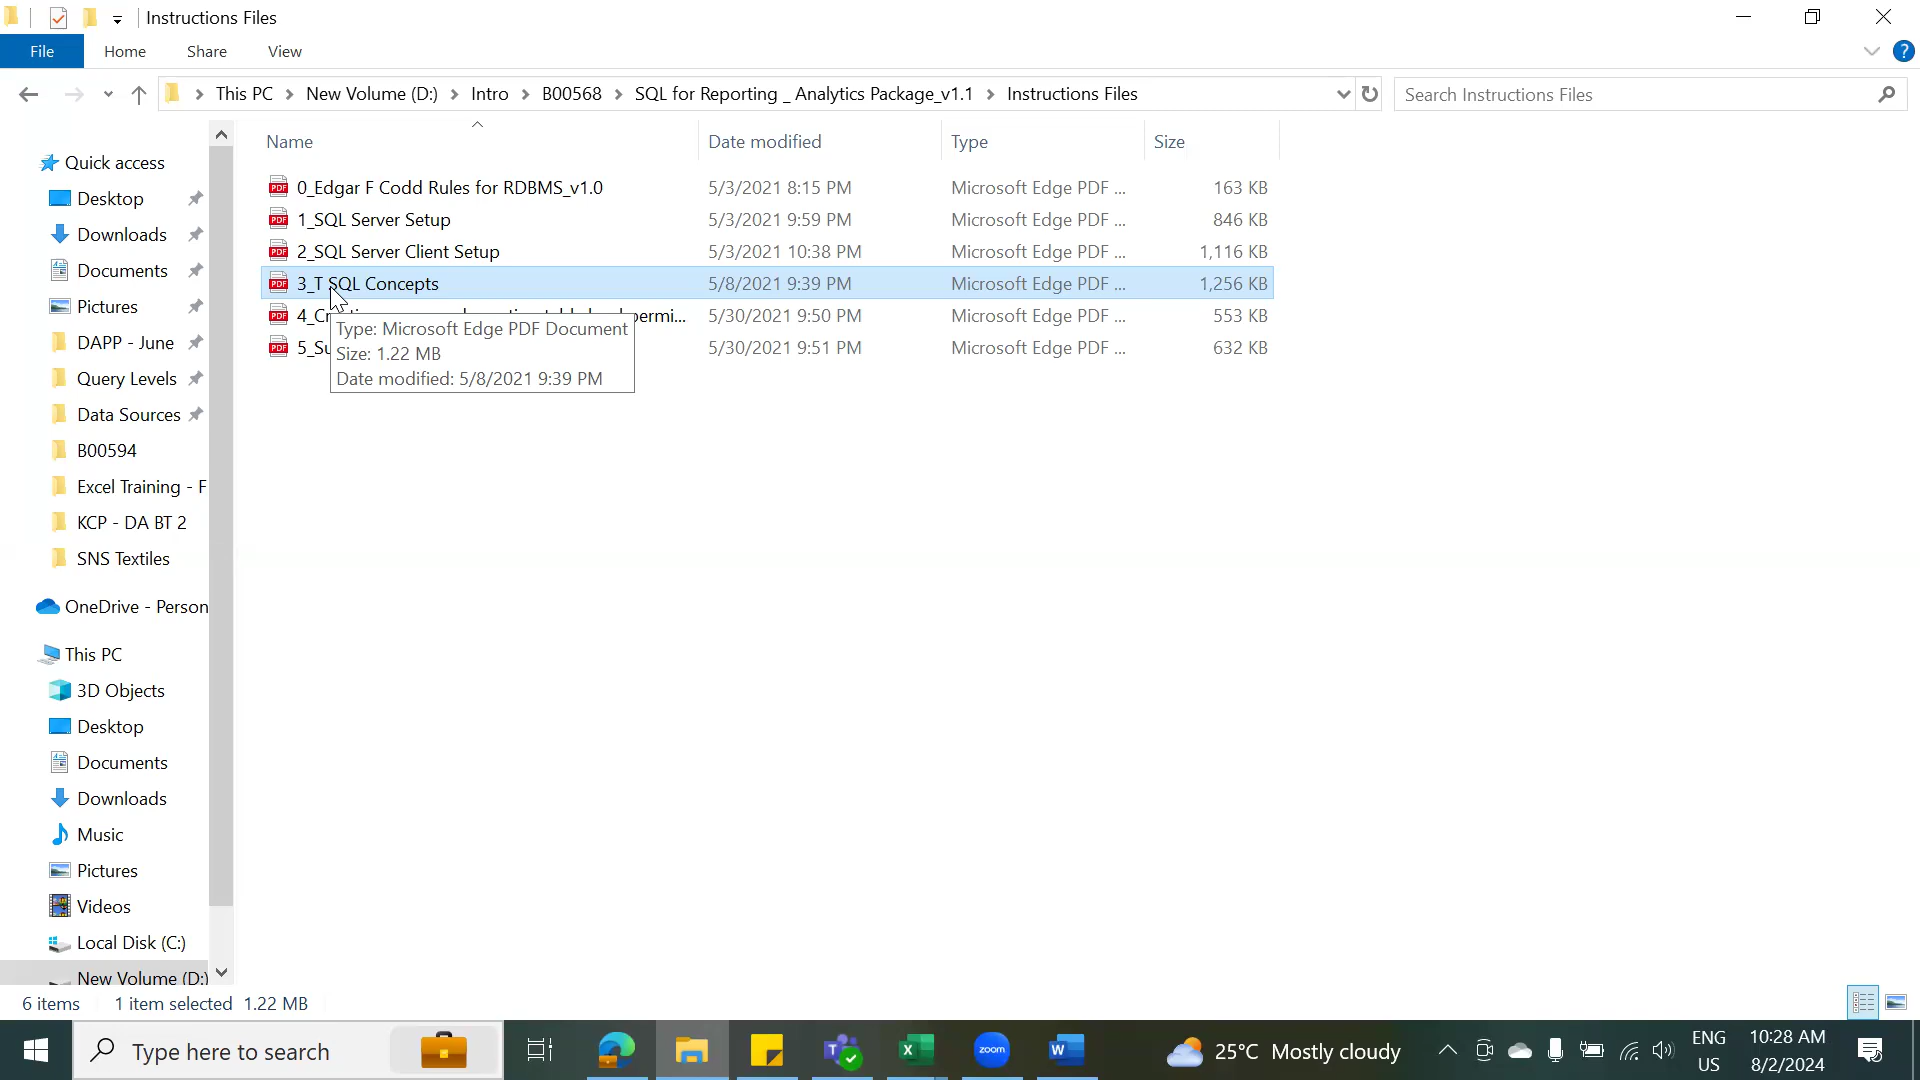 Instructions Files
File Home Share View
This PC New Volume (D:) Intro B00568 SQL for Reporting _ Analytics Package_v1.1 Instructions Files Search Instructions Files
Name Date modified Type Size
0_Edgar F Codd Rules for RDBMS_v1.0 5/3/2021 8:15 PM Microsoft Edge PDF ... 163 KB
1_SQL Server Setup 5/3/2021 9:59 PM Microsoft Edge PDF ... 846 KB
2_SQL Server Client Setup 5/3/2021 10:38 PM Microsoft Edge PDF ... 1,116 KB
3_T SQL Concepts 5/8/2021 9:39 PM Microsoft Edge PDF ... 1,256 KB
5/30/2021 9:50 PM Microsoft Edge PDF ... 553 KB
5_Su 5/30/2021 9:51 PM Microsoft Edge PDF ... 632 KB
Type: Microsoft Edge PDF Document
Size: 1.22 MB
Date modified: 5/8/2021 9:39 PM
Quick access
Desktop
Downloads
Documents
Pictures
DAPP - June
Query Levels
Data Sources
B00594
Excel Training - F
KCP - DA BT 2
SNS Textiles
OneDrive - Person
This PC
3D Objects
Desktop
Documents
Downloads
Music
Pictures
Videos
Local Disk (C:)
New Volume (D:)
6 items 1 item selected 1.22 MB
Type here to search
zoom
25°C Mostly cloudy
ENG
US
10:28 AM
8/2/2024